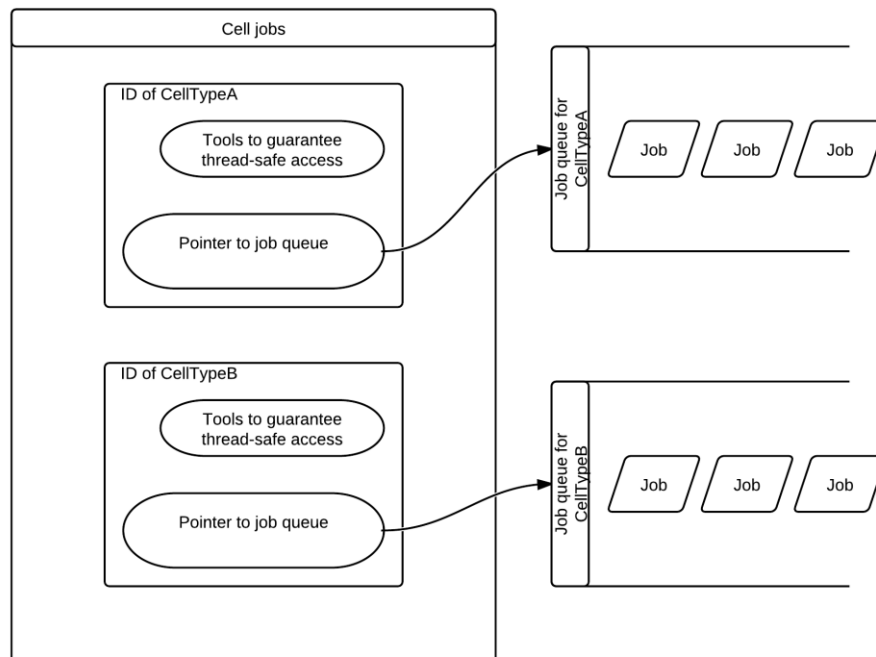 Cell jobs
ID of CellTypeA
Tools to guarantee
thread-safe access
Pointer to job queue
Job queue for
CellTypeA
Job
Job
Job
ID of CellTypeB
Tools to guarantee
thread-safe access
Pointer to job queue
Job queue for
CellTypeB
Job
Job
Job